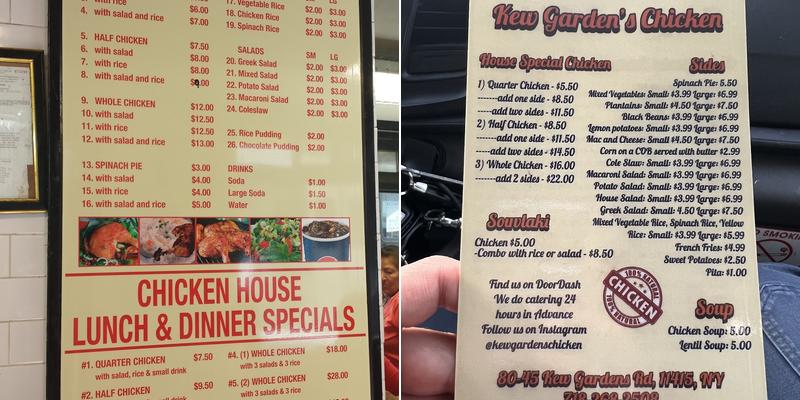 4. with salad and rice $7.00
$6.00
5. HALF CHICKEN $7.50
6. with salad $8.00
7. with rice $8.00
8. with salad and rice
9. WHOLE CHICKEN $12.00
10. with salad $12.50
11. with rice $12.50
12. with salad and rice $13.00
13. SPINACH PIE $3.00
14. with salad $4.00
15. with rice $4.00
16. with salad and rice $5.00
17. Vegetable Rice $2.00 $3.00
18. Chicken Rice $2.00 $3.00
19. Spinach Rice $2.00 $3.00
SALADS SM LG
20. Greek Salad $2.00 $3.00
21. Mixed Salad $2.00 $3.00
22. Potato Salad $2.00 $3.00
23. Macaroni Salad $2.00 $3.00
24. Coleslaw $2.00 $3.00
25. Rice Pudding $2.00
26. Chocolate Pudding $2.00
DRINKS
Soda $1.00
Large Soda $1.50
Water $1.00
CHICKEN HOUSE
LUNCH & DINNER SPECIALS
#1. QUARTER CHICKEN $7.50
with salad, rice & small drink
#2. HALF CHICKEN $9.50
#4. (1) WHOLE CHICKEN $18.00
with 3 salads & 3 rice
#5. (2) WHOLE CHICKEN $28.00
with 3 salads & 3 rice
Kew Garden's Chicken
House Special Chicken
1) Quarter Chicken - $5.50
-------add one side - $8.50
-------add two sides - $11.50
2) Half Chicken - $8.50
-------add one side - $11.50
-------add two sides - $14.50
3) Whole Chicken - $16.00
-------add 2 sides - $22.00
Souvlaki
Chicken $5.00
-Combo with rice or salad - $8.50
Find us on DoorDash
We do catering 24
hours in Advance
Follow us on Instagram
@kewgardenschicken
Sides
Spinach Pie: 5.50
Mixed Vegetables: Small: $3.99 Large: $6.99
Plantains: Small: $4.50 Large: $7.50
Black Beans: $3.99 Large: $6.99
Lemon potatoes: Small: $3.99 Large: $6.99
Mac and Cheese: Small $4.50 Large: $7.50
Corn on a COB served with butter $2.99
Cole Slaw: Small: $3.99 Large: $6.99
Macaroni Salad: Small: $3.99 Large: $6.99
Potato Salad: Small: $3.99 Large: $6.99
House Salad: Small: $3.99 Large: $6.99
Greek Salad: Small: 4.50 Large: $7.50
Mixed Vegetable Rice, Spinach Rice, Yellow
Rice: Small: $3.99 Large: $5.99
French Fries: $4.99
Sweet Potatoes: $2.50
Pita: $1.00
100% NATURAL
CHICKEN
100% NATURAL
Soup
Chicken Soup: 5.00
Lentil Soup: 5.00
80-45 Kew Gardens Rd, 11415, NY
718 268 2508